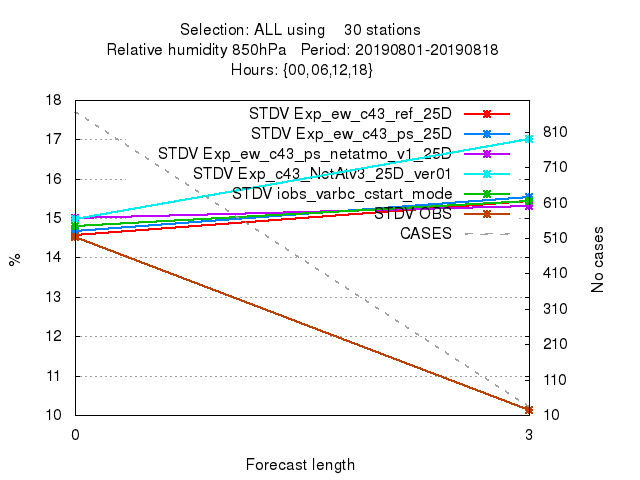 Selection: ALL using    30 stations
Relative humidity 850hPa   Period: 20190801-20190818
Hours: {00,06,12,18}
18
17
16
15
14
13
12
11
10
%
STDV Exp_ew_c43_ref_25D
STDV Exp_ew_c43_ps_25D
STDV Exp_ew_c43_ps_netatmo_v1_25D
STDV Exp_c43_NetAtv3_25D_ver01
STDV iobs_varbc_cstart_mode
STDV OBS
CASES
810
710
610
510
410
310
210
110
10
No cases
0
3
Forecast length